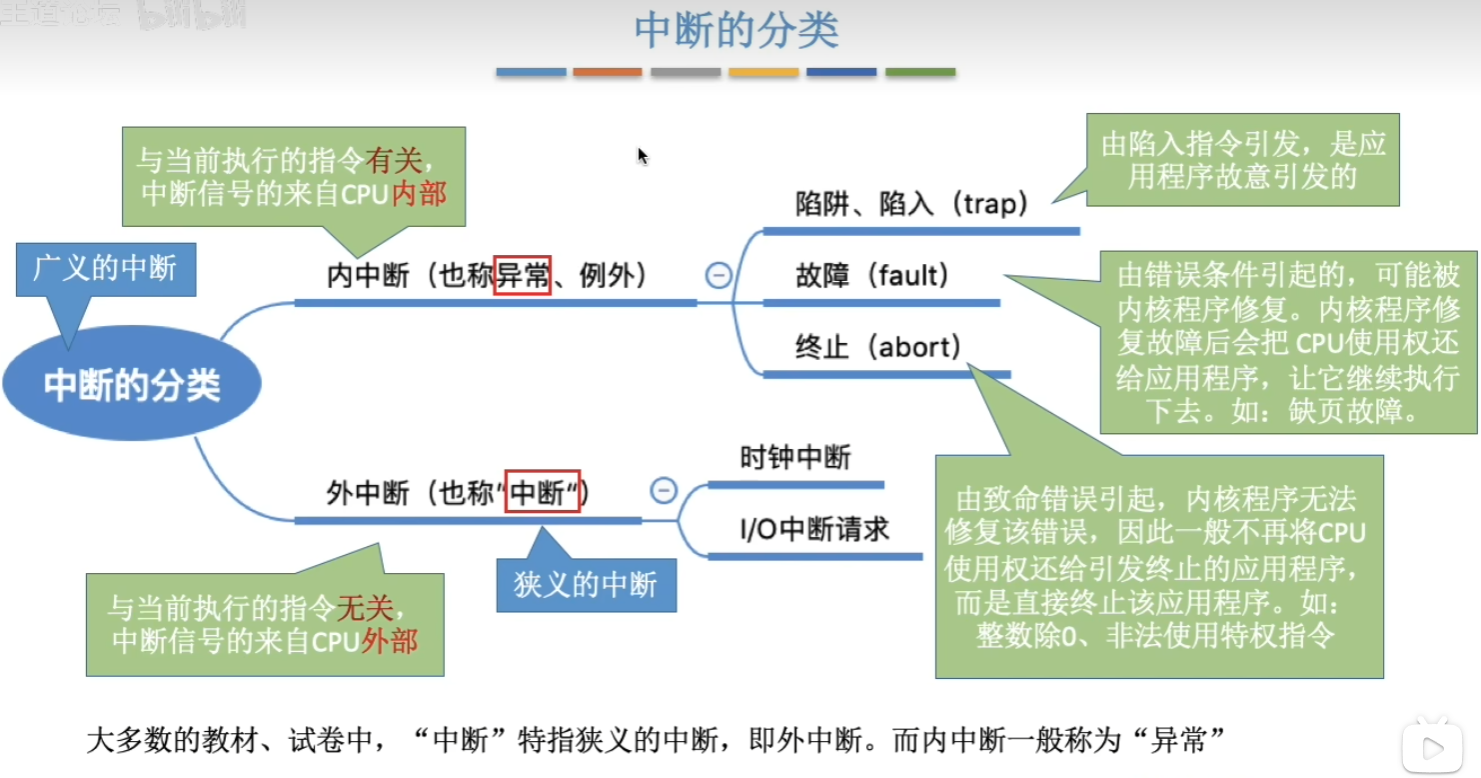 王道论坛 bilibili
中断的分类
与当前执行的指令有关，
中断信号的来自CPU内部
由陷入指令引发，是应
用程序故意引发的
陷阱、陷入（trap）
广义的中断
内中断（也称异常、例外）
故障（fault）
由错误条件引起的，可能被
内核程序修复。内核程序修
复故障后会把 CPU使用权还
给应用程序，让它继续执行
下去。如：缺页故障。
终止（abort）
中断的分类
由致命错误引起，内核程序无法
修复该错误，因此一般不再将CPU
使用权还给引发终止的应用程序，
而是直接终止该应用程序。如：
整数除0、非法使用特权指令
外中断（也称“中断“）
时钟中断
I/O中断请求
狭义的中断
与当前执行的指令无关，
中断信号的来自CPU外部
大多数的教材、试卷中，“中断”特指狭义的中断，即外中断。而内中断一般称为“异常”